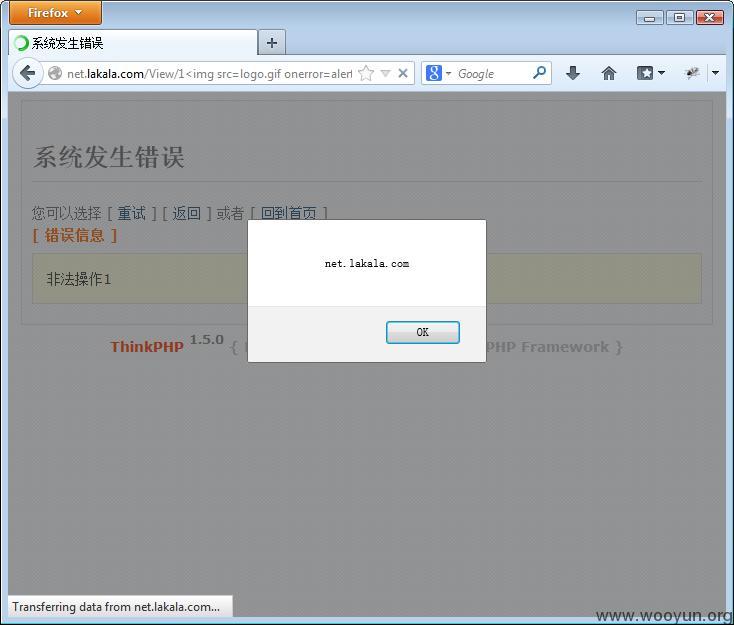 Firefox
系统发生错误
net.lakala.com/View/1<img src=logo.gif onerror=alert
Google
系统发生错误
您可以选择 [ 重试 ] [ 返回 ] 或者 [ 回到首页 ]
[ 错误信息 ]
非法操作1
net.lakala.com
OK
ThinkPHP 1.5.0 { PHP Framework }
Transferring data from net.lakala.com...
www.wooyun.org